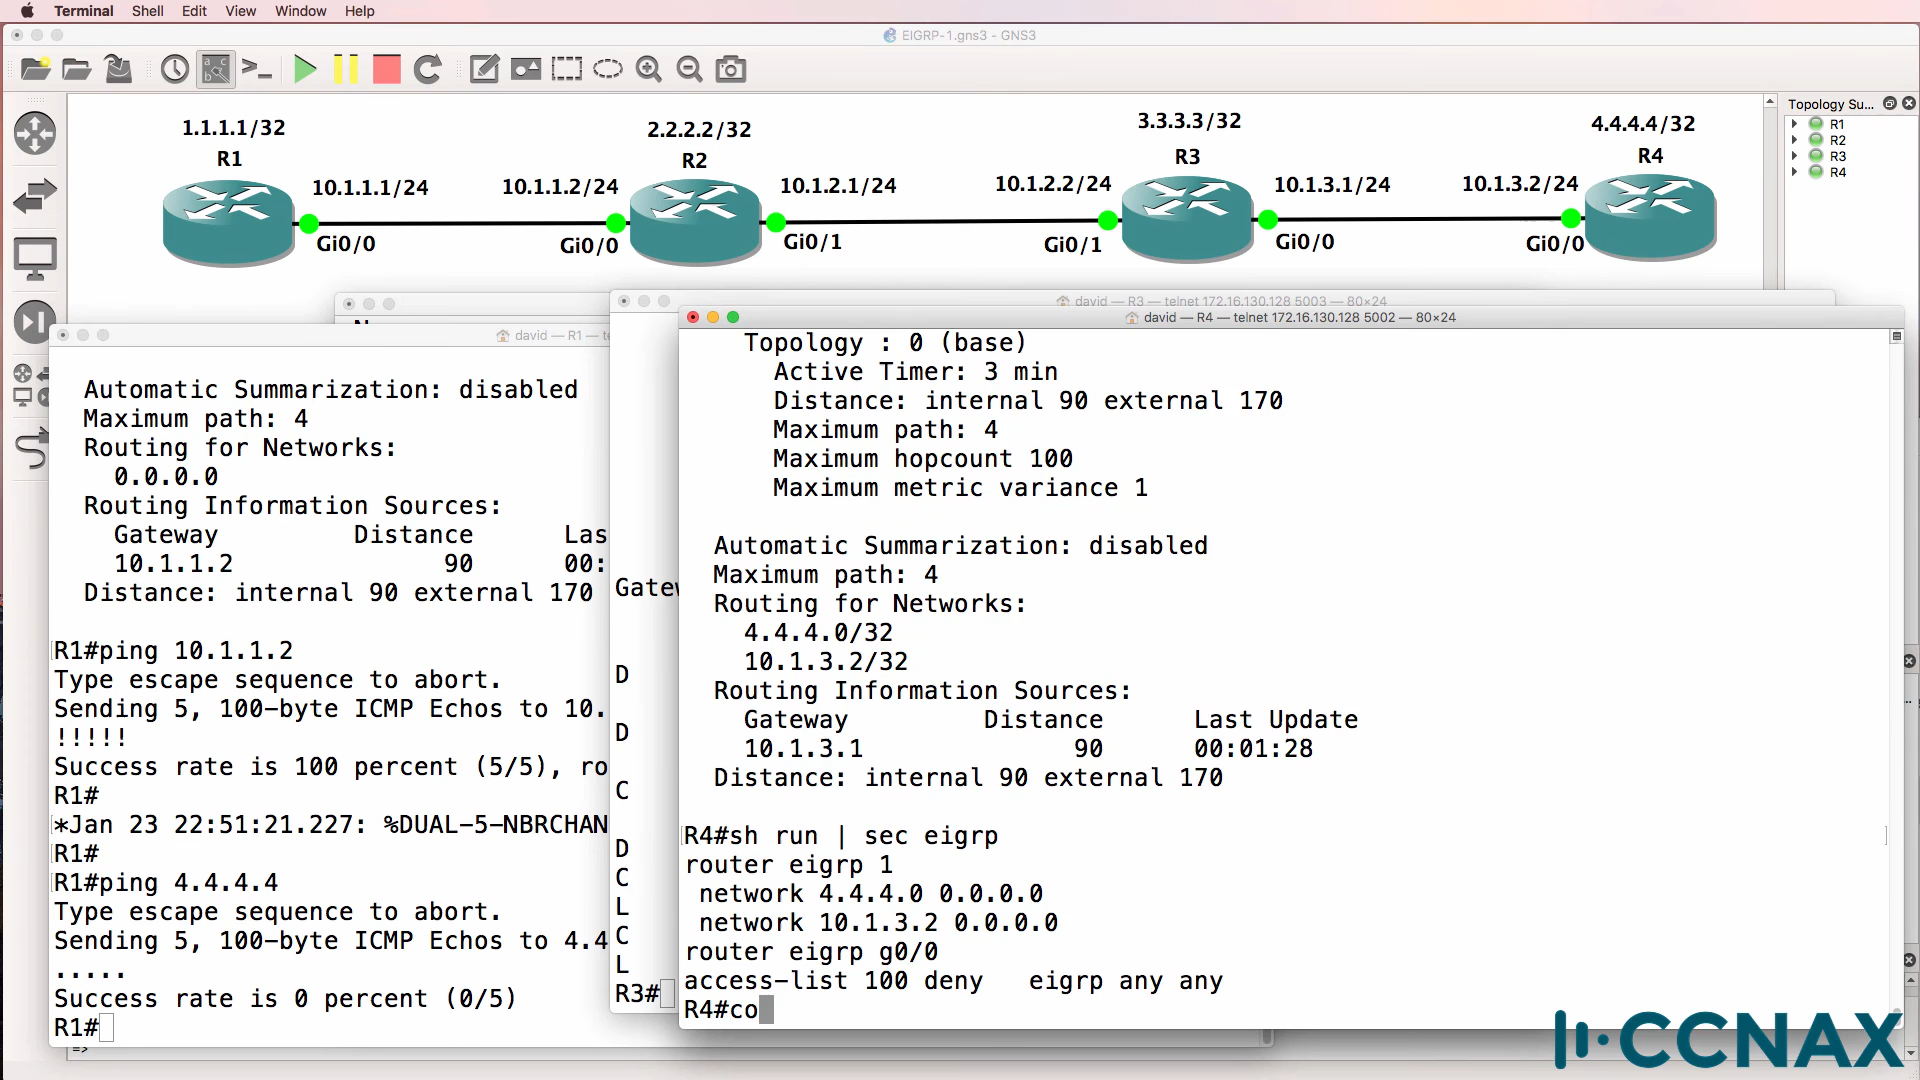 Terminal Shell Edit View Window Help
EIGRP-1.gns3 - GNS3
Topology Su...
R1
R2
R3
R4
1.1.1.1/32
R1
10.1.1.1/24
Gi0/0
2.2.2.2/32
R2
10.1.1.2/24
Gi0/0
10.1.2.1/24
Gi0/1
3.3.3.3/32
R3
10.1.2.2/24
Gi0/1
10.1.3.1/24
Gi0/0
4.4.4.4/32
R4
10.1.3.2/24
Gi0/0
david — R1 — te
Automatic Summarization: disabled
Maximum path: 4
Routing for Networks:
0.0.0.0
Routing Information Sources:
Gateway Distance Las
10.1.1.2 90 00:
Distance: internal 90 external 170
R1#ping 10.1.1.2
Type escape sequence to abort.
Sending 5, 100-byte ICMP Echos to 10.
!!!!!
Success rate is 100 percent (5/5), ro
R1#
*Jan 23 22:51:21.227: %DUAL-5-NBRCHAN
R1#
R1#ping 4.4.4.4
Type escape sequence to abort.
Sending 5, 100-byte ICMP Echos to 4.4
.....
Success rate is 0 percent (0/5)
R1#
david — R3 — telnet 172.16.130.128 5003 — 80×24
Gatew
D
D
C
D
C
L
C
L
R3#
david — R4 — telnet 172.16.130.128 5002 — 80×24
Topology : 0 (base)
Active Timer: 3 min
Distance: internal 90 external 170
Maximum path: 4
Maximum hopcount 100
Maximum metric variance 1
Automatic Summarization: disabled
Maximum path: 4
Routing for Networks:
4.4.4.0/32
10.1.3.2/32
Routing Information Sources:
Gateway Distance Last Update
10.1.3.1 90 00:01:28
Distance: internal 90 external 170
R4#sh run | sec eigrp
router eigrp 1
network 4.4.4.0 0.0.0.0
network 10.1.3.2 0.0.0.0
router eigrp g0/0
access-list 100 deny   eigrp any any
R4#co
=>
CCNAX